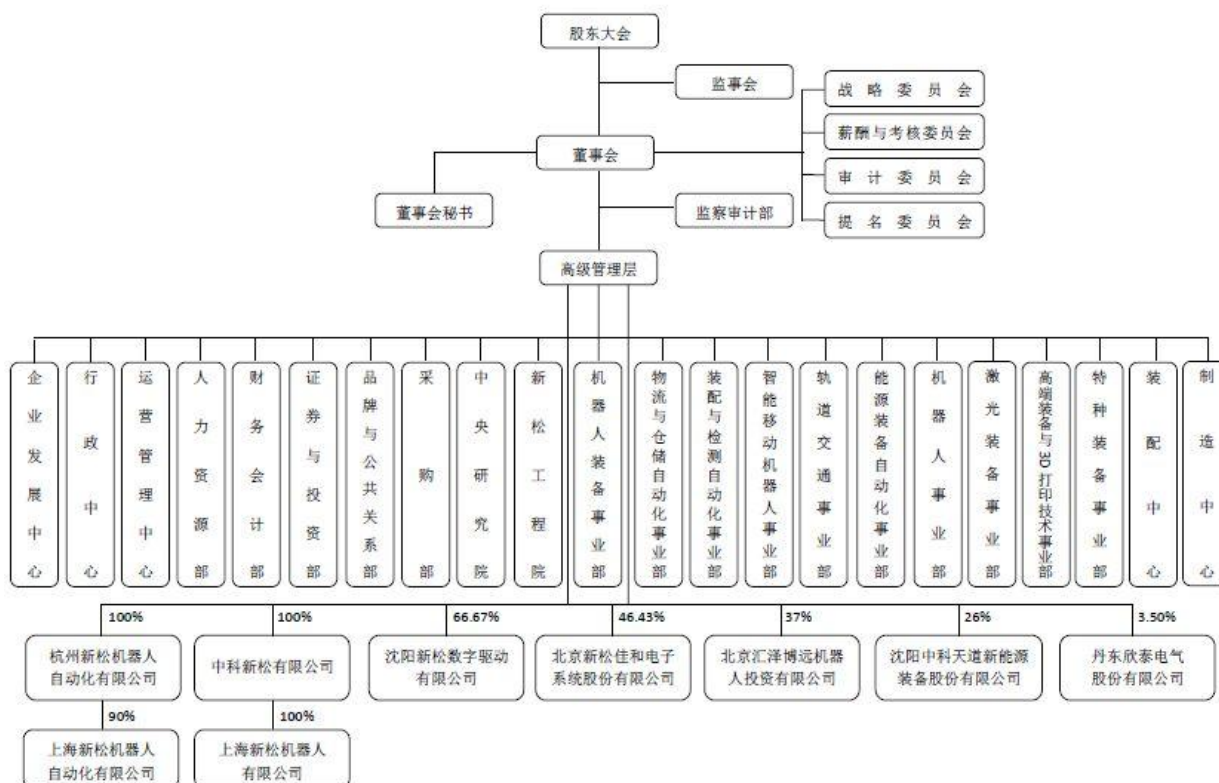 股东大会
监事会
战略委员会
薪酬与考核委员会
董事会
审计委员会
董事会秘书
监察审计部
提名委员会
高级管理层
企业发展中心
行政中心
运营管理中心
人力资源部
财务会计部
证券与投资部
品牌与公共关系部
采购部
中央研究院
新松工程院
机器人装备事业部
物流与仓储自动化事业部
装配与检测自动化事业部
智能移动机器人事业部
轨道交通事业部
能源装备自动化事业部
机器人事业部
激光装备事业部
高端装备与3D打印技术事业部
特种装备事业部
装配中心
制造中心
100%
100%
66.67%
46.43%
37%
26%
3.50%
杭州新松机器人
自动化有限公司
中科新松有限公司
沈阳新松数字驱动
有限公司
北京新松佳和电子
系统股份有限公司
北京汇泽博远机器
人投资有限公司
沈阳中科天道新能源
装备股份有限公司
丹东欣泰电气
股份有限公司
90%
100%
上海新松机器人
自动化有限公司
上海新松机器人
有限公司